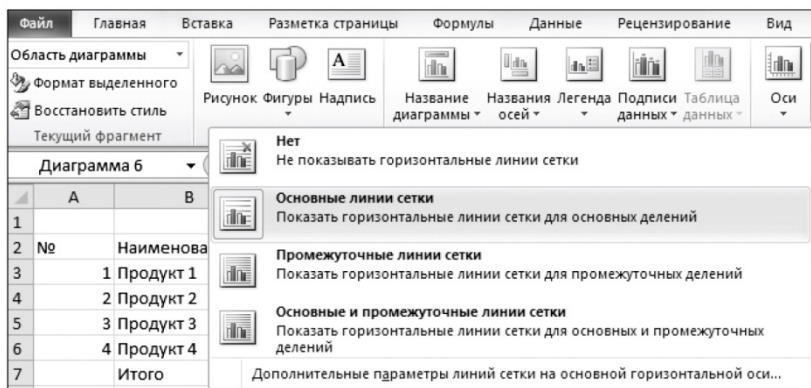 Файл Главная Вставка Разметка страницы Формулы Данные Рецензирование Вид
Область диаграммы
Формат выделенного
Восстановить стиль
Текущий фрагмент
Рисунок Фигуры Надпись
Название диаграммы
Названия осей
Легенда
Подписи данных
Таблица данных
Оси
Диаграмма 6
Нет
Не показывать горизонтальные линии сетки
Основные линии сетки
Показать горизонтальные линии сетки для основных делений
Промежуточные линии сетки
Показать горизонтальные линии сетки для промежуточных делений
Основные и промежуточные линии сетки
Показать горизонтальные линии сетки для основных и промежуточных
делений
Дополнительные параметры линий сетки на основной горизонтальной оси...
A B
1
2 № Наименова
3 1 Продукт 1
4 2 Продукт 2
5 3 Продукт 3
6 4 Продукт 4
7 Итого